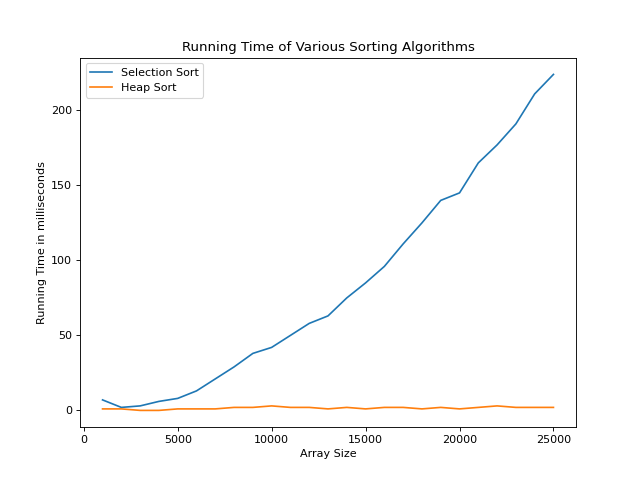 Running Time of Various Sorting Algorithms
Selection Sort
Heap Sort
200
150
100
50
0
Running Time in milliseconds
0 5000 10000 15000 20000 25000
Array Size